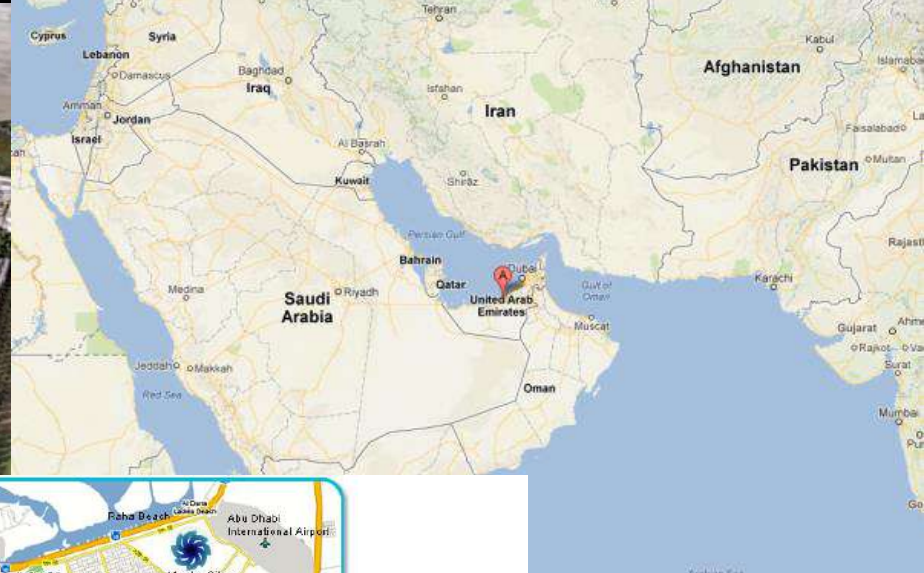 Tehran
Cyprus
Syria
Kabul
Lebanon
Damascus
Baghdad
Afghanistan
Iraq
Isfahan
Iran
Amman
Jordan
Israel
Faisalabad
Al Basrah
Pakistan
Multan
Kuwait
Shiraz
Persian Gulf
Bahrain
Dubai
A
Karachi
Qatar
Gulf of
Oman
Medina
Saudi
Arabia
Riyadh
United Arab
Emirates
Muscat
Gujarat
Rajkot
Surat
Jeddah
Makkah
Oman
Red Sea
Mumbai
Raha Beach
Abu Dhabi
International Airport